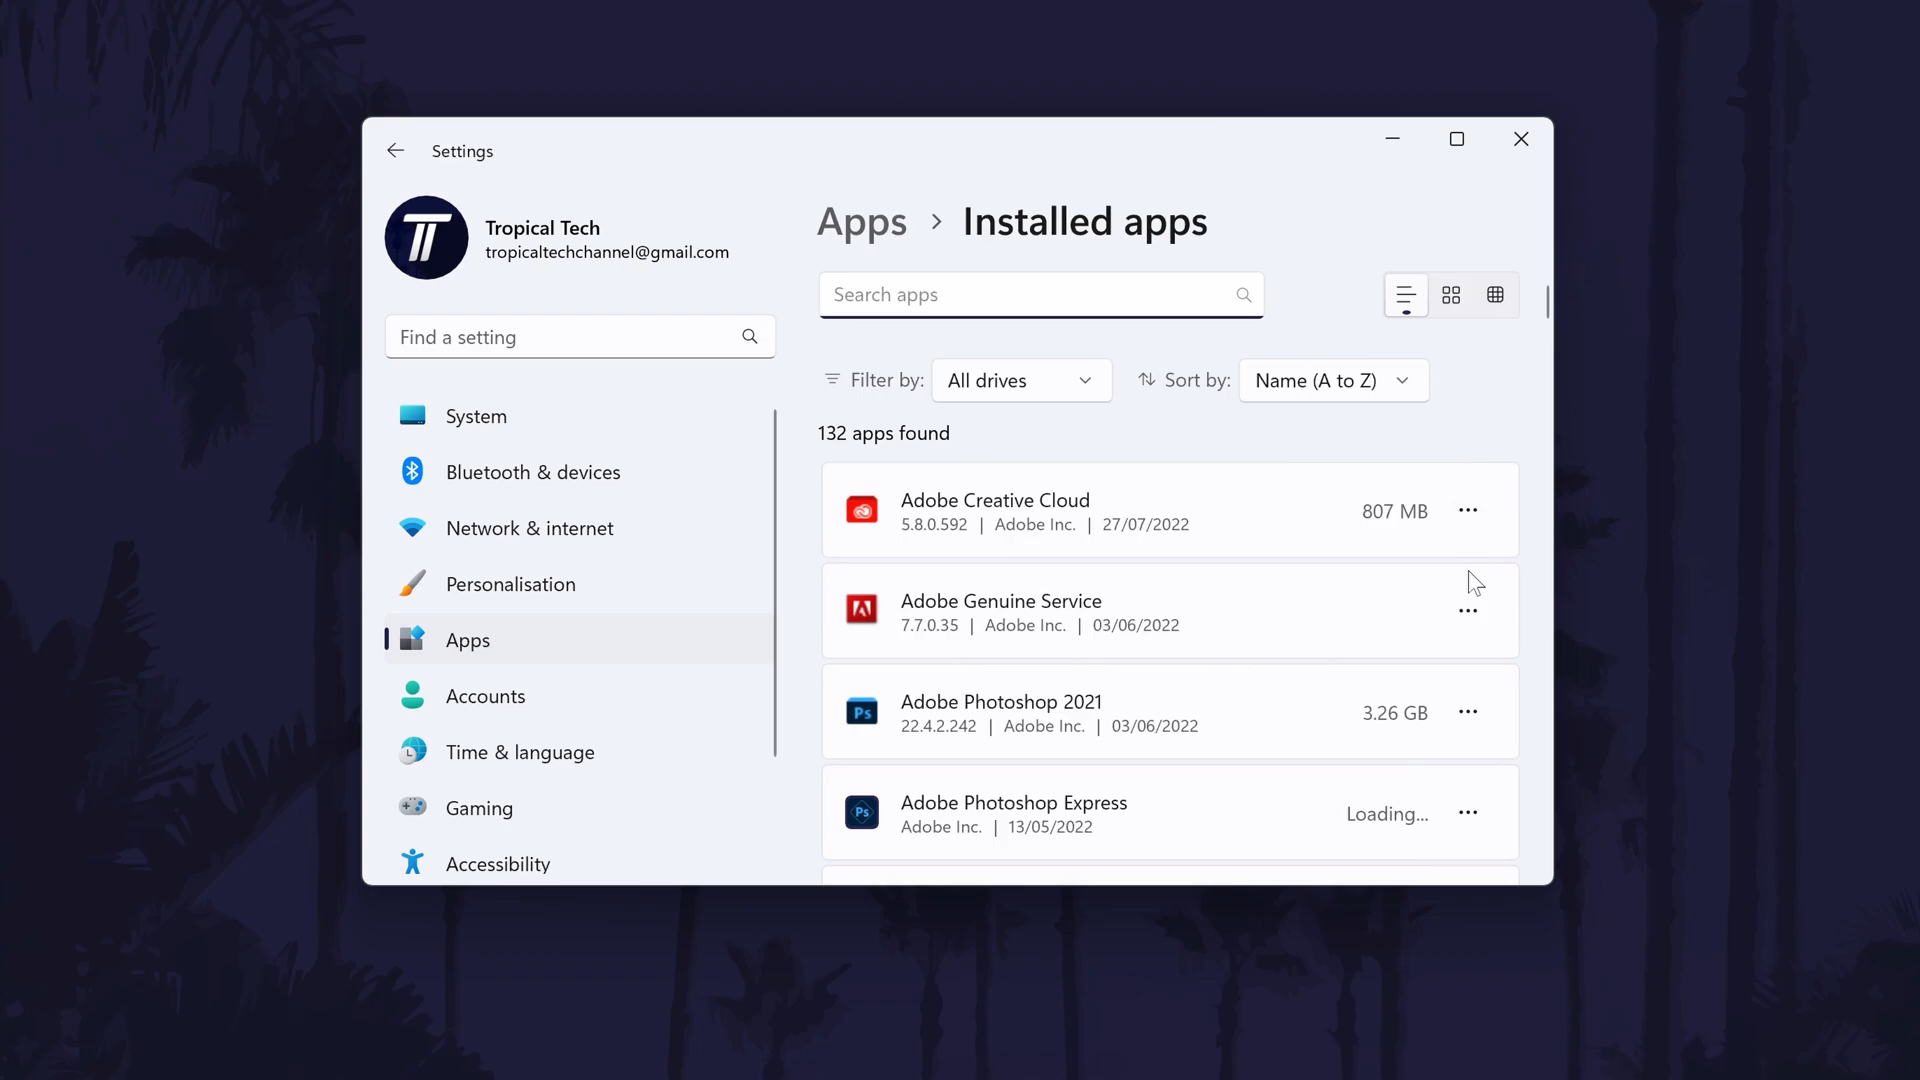 Settings
Tropical Tech
tropicaltechchannel@gmail.com
Find a setting
System
Bluetooth & devices
Network & internet
Personalisation
Apps
Accounts
Time & language
Gaming
Accessibility
Apps > Installed apps
Search apps
Filter by: All drives Sort by: Name (A to Z)
132 apps found
Adobe Creative Cloud
5.8.0.592 | Adobe Inc. | 27/07/2022
807 MB
Adobe Genuine Service
7.7.0.35 | Adobe Inc. | 03/06/2022
Adobe Photoshop 2021
22.4.2.242 | Adobe Inc. | 03/06/2022
3.26 GB
Adobe Photoshop Express
Adobe Inc. | 13/05/2022
Loading...